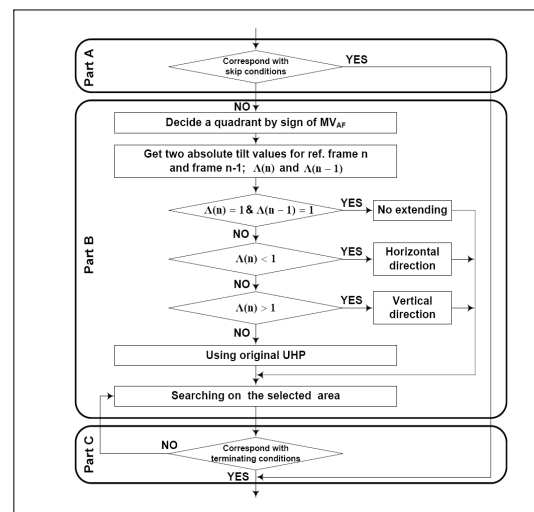 Part A
Correspond with
skip conditions
YES
NO
Part B
Decide a quadrant by sign of MV_AF
Get two absolute tilt values for ref. frame n
and frame n-1; Λ(n) and Λ(n − 1)
Λ(n) = 1 & Λ(n − 1) = 1
YES
No extending
NO
Λ(n) < 1
YES
Horizontal
direction
NO
Λ(n) > 1
YES
Vertical
direction
NO
Using original UHP
Searching on the selected area
Part C
NO
Correspond with
terminating conditions
YES